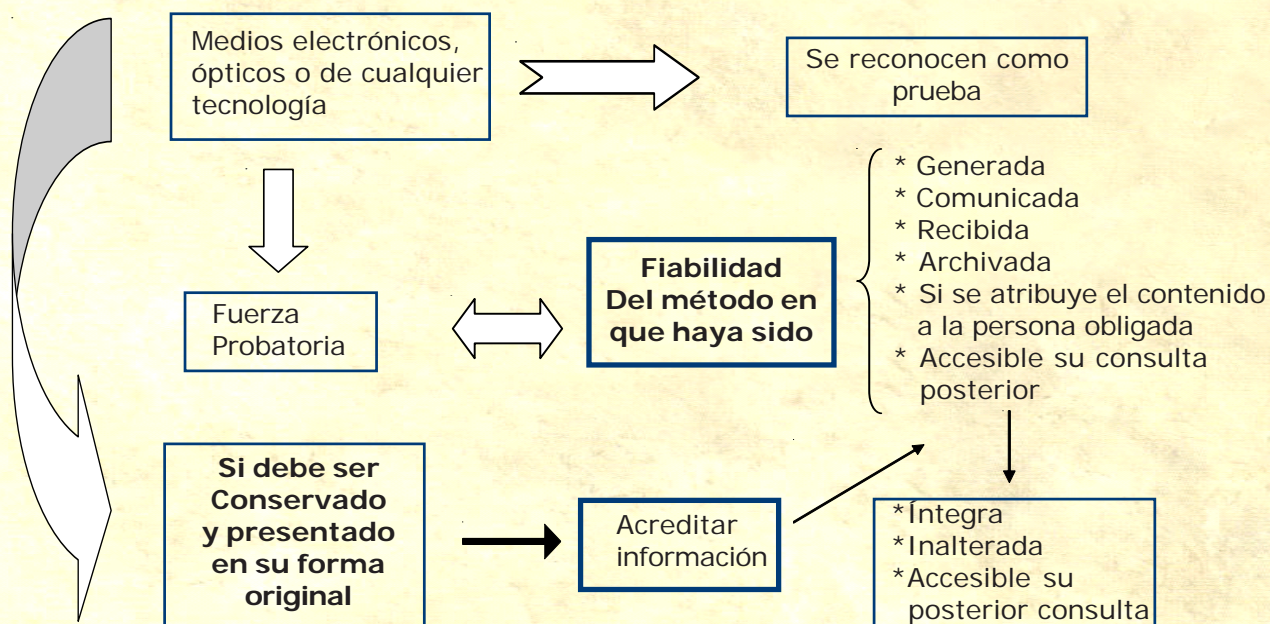 Medios electrónicos,
ópticos o de cualquier
tecnología
Se reconocen como
prueba
* Generada
* Comunicada
* Recibida
* Archivada
* Si se atribuye el contenido
a la persona obligada
* Accesible su consulta
posterior
Fiabilidad
Del método en
que haya sido
Fuerza
Probatoria
Si debe ser
Conservado
y presentado
en su forma
original
Acreditar
información
*Íntegra
*Inalterada
*Accesible su
posterior consulta